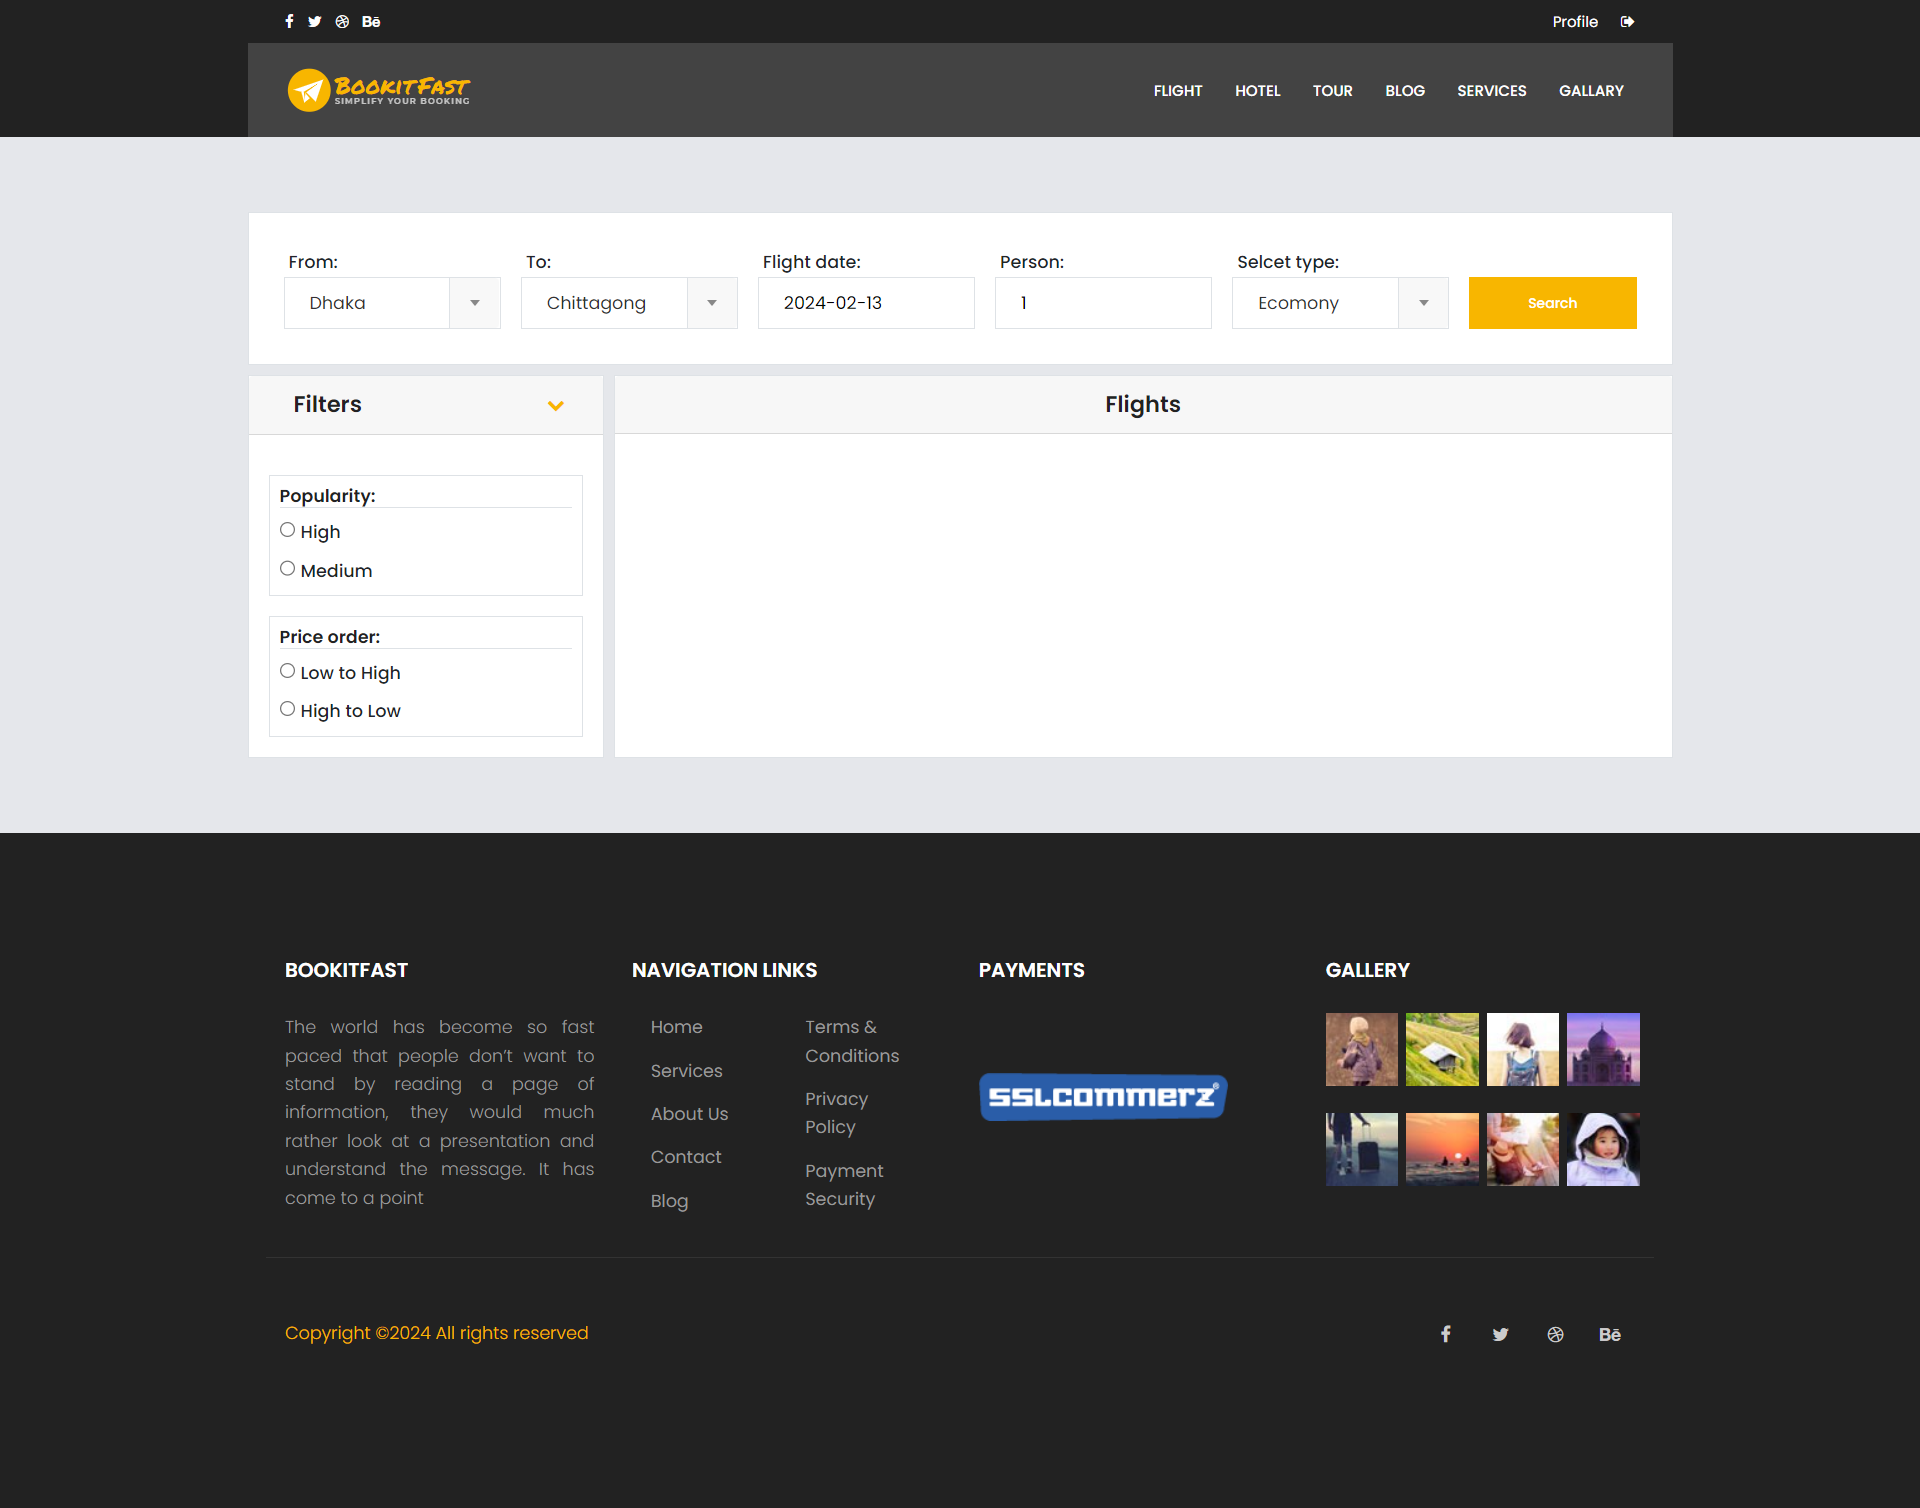 Bē
Profile
BOOKITFAST
SIMPLIFY YOUR BOOKING
FLIGHT HOTEL TOUR BLOG SERVICES GALLARY
From: To: Flight date: Person: Selcet type:
Dhaka Chittagong 2024-02-13 1 Ecomony Search
Filters
Flights
Popularity:
High
Medium
Price order:
Low to High
High to Low
BOOKITFAST
The world has become so fast
paced that people don’t want to
stand by reading a page of
information, they would much
rather look at a presentation and
understand the message. It has
come to a point
NAVIGATION LINKS
Home
Services
About Us
Contact
Blog
Terms &
Conditions
Privacy
Policy
Payment
Security
PAYMENTS
SSLCOMMERZ®
GALLERY
Copyright ©2024 All rights reserved
Bē